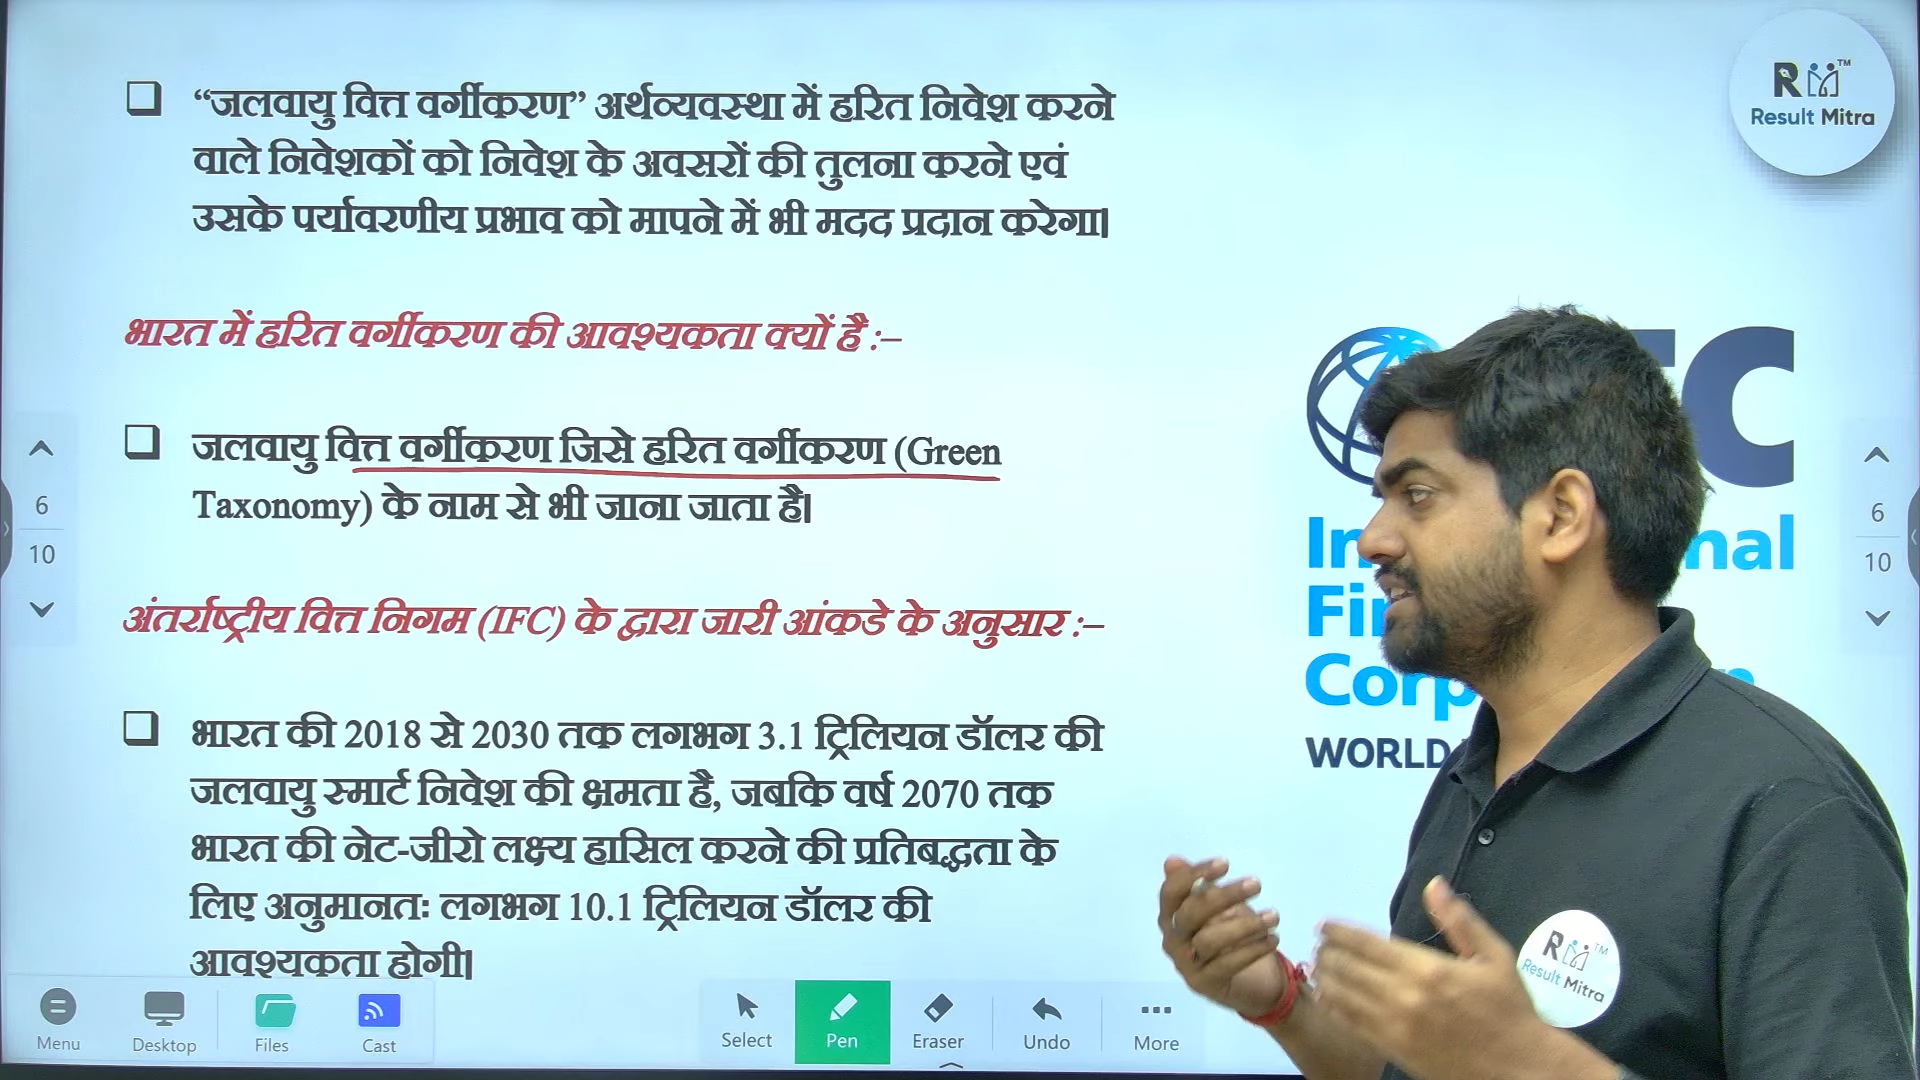 “जलवायु वित्त वर्गीकरण” अर्थव्यवस्था में हरित निवेश करने
वाले निवेशकों को निवेश के अवसरों की तुलना करने एवं
उसके पर्यावरणीय प्रभाव को मापने में भी मदद प्रदान करेगा।
भारत में हरित वर्गीकरण की आवश्यकता क्यों है :–
जलवायु वित्त वर्गीकरण जिसे हरित वर्गीकरण (Green
Taxonomy) के नाम से भी जाना जाता है।
अंतर्राष्ट्रीय वित्त निगम (IFC) के द्वारा जारी आंकडे के अनुसार :–
भारत की 2018 से 2030 तक लगभग 3.1 ट्रिलियन डॉलर की
जलवायु स्मार्ट निवेश की क्षमता है, जबकि वर्ष 2070 तक
भारत की नेट-जीरो लक्ष्य हासिल करने की प्रतिबद्धता के
लिए अनुमानतः लगभग 10.1 ट्रिलियन डॉलर की
आवश्यकता होगी।
R TM
Result Mitra
WORLD
R TM
Result Mitra
6
10
6
10
Menu
Desktop
Files
Cast
Select
Pen
Eraser
Undo
More